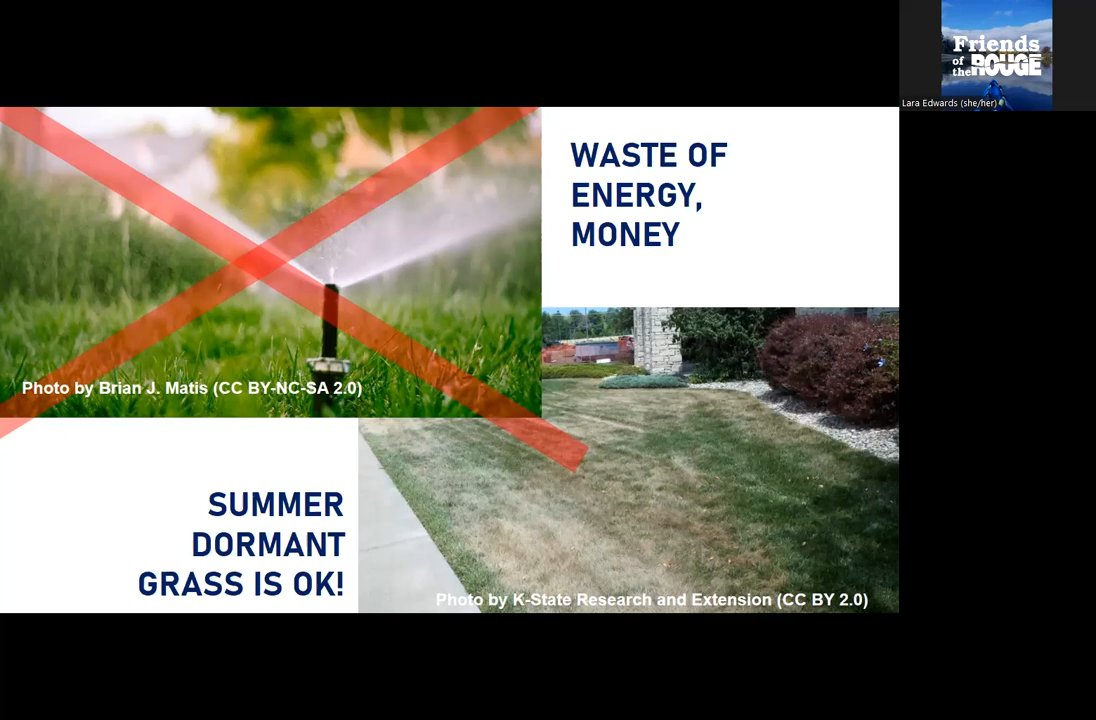 Friends
of
the ROUGE
Lara Edwards (she/her)
WASTE OF
ENERGY,
MONEY
Photo by Brian J. Matis (CC BY-NC-SA 2.0)
SUMMER
DORMANT
GRASS IS OK!
Photo by K-State Research and Extension (CC BY 2.0)